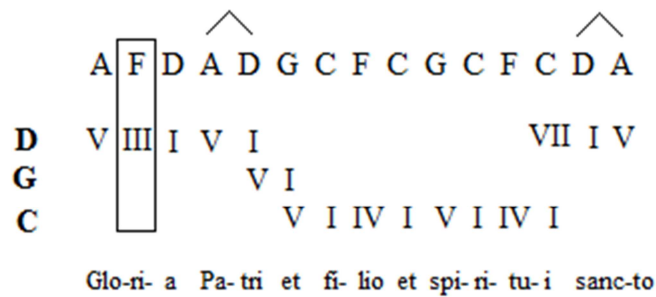 A F D A D G C F C G C F C D A
D V III I V I VII I V
G V I
C V I IV I V I IV I
Glo-ri- a Pa- tri et fi- lio et spi- ri- tu- i sanc-to